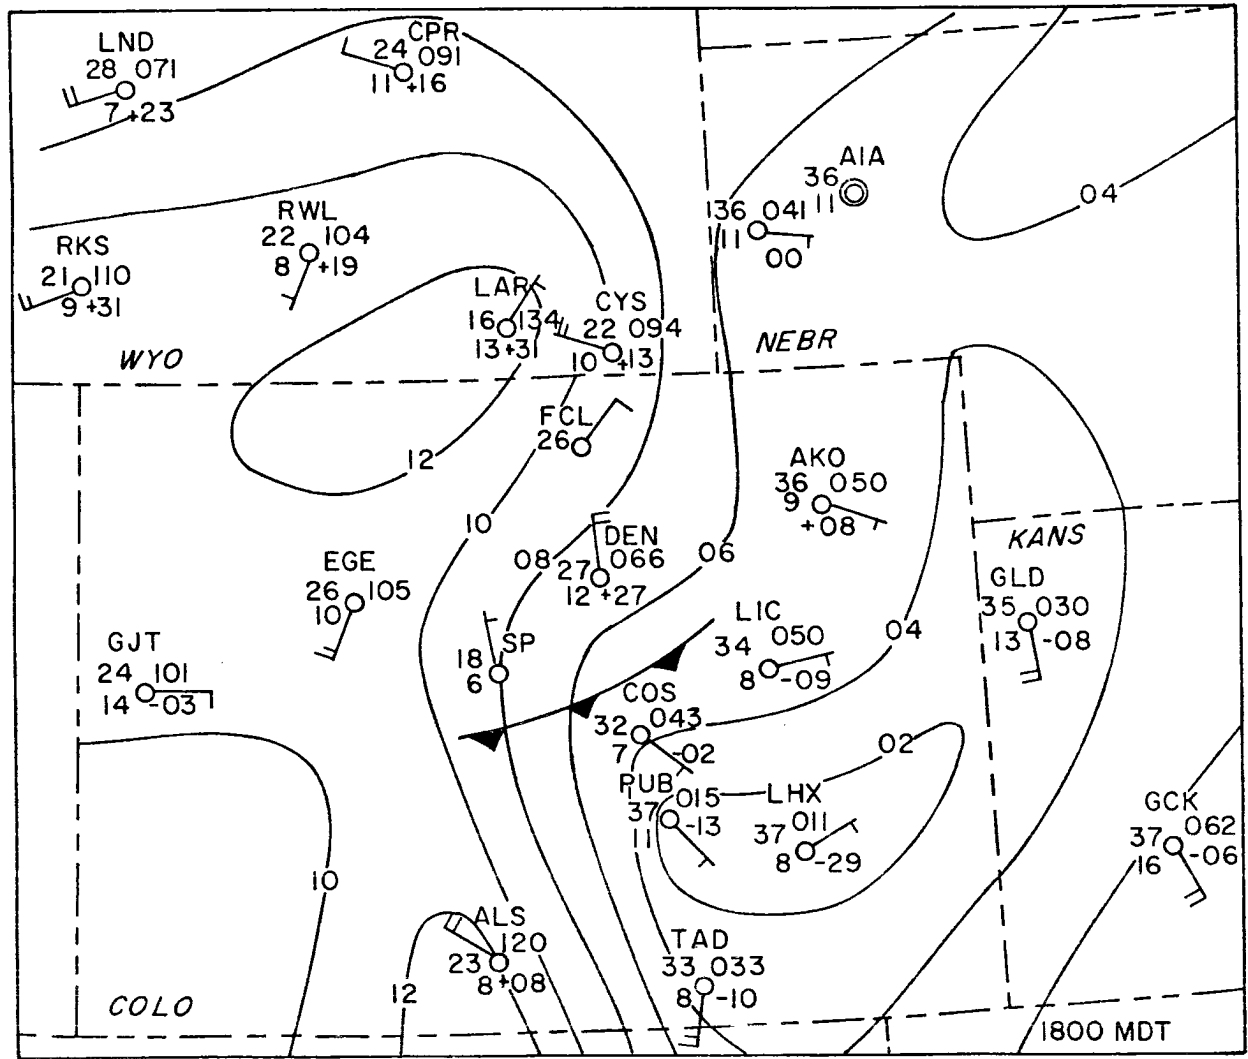 LND
28 071
7 +23
CPR
24 091
11 +16
RWL
22 104
8 +19
RKS
21 110
9 +31
LAR
16 134
13 +31
CYS
22 094
10 +13
WYO
NEBR
AIA
36
11
36 041
11
00
04
FCL
26
12
10
AKO
36 050
9
+08
KANS
06
08
DEN
27 066
12 +27
EGE
26 105
10
GLD
35 030
13 -08
GJT
24 101
14 -03
SP
18
6
LIC
34 050
8 -09
04
COS
32 043
7 -02
02
PUB
37 015
11 -13
LHX
37 011
8 -29
GCK
37 062
16 -06
10
ALS
120
23
8 +08
12
TAD
33 033
8 -10
COLO
1800 MDT